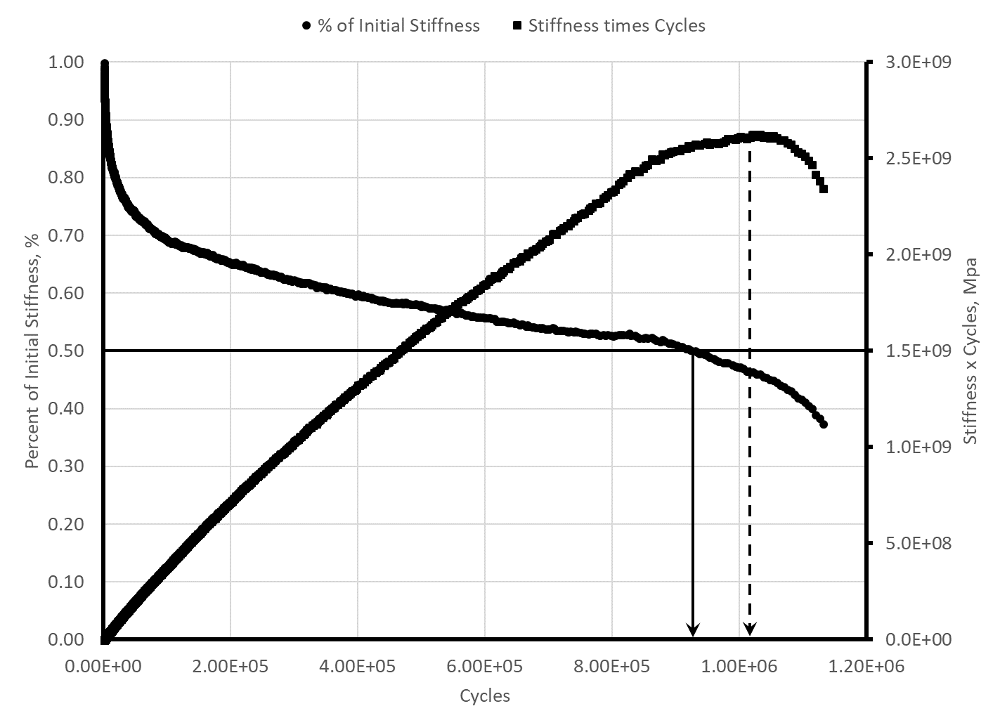 % of Initial Stiffness
Stiffness times Cycles
1.00
0.90
0.80
0.70
0.60
0.50
0.40
0.30
0.20
0.10
0.00
Percent of Initial Stiffness, %
3.0E+09
2.5E+09
2.0E+09
1.5E+09
1.0E+09
5.0E+08
0.0E+00
Stiffness x Cycles, Mpa
0.00E+00 2.00E+05 4.00E+05 6.00E+05 8.00E+05 1.00E+06 1.20E+06
Cycles